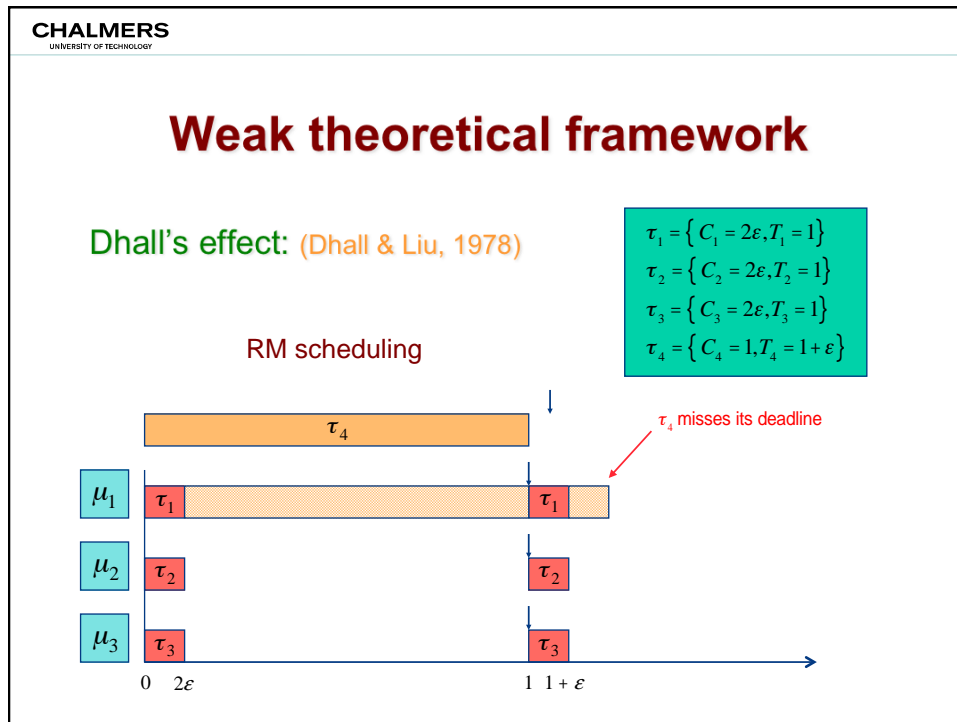 CHALMERS
UNIVERSITY OF TECHNOLOGY
Weak theoretical framework
Dhall's effect: (Dhall & Liu, 1978)
τ₁ = { C₁ = 2ε, T₁ = 1}
τ₂ = { C₂ = 2ε, T₂ = 1}
τ₃ = { C₃ = 2ε, T₃ = 1}
τ₄ = { C₄ = 1, T₄ = 1 + ε}
RM scheduling
τ₄ misses its deadline
τ₄
μ₁ τ₁ τ₁
μ₂ τ₂ τ₂
μ₃ τ₃ τ₃
0 2ε 1 1 + ε